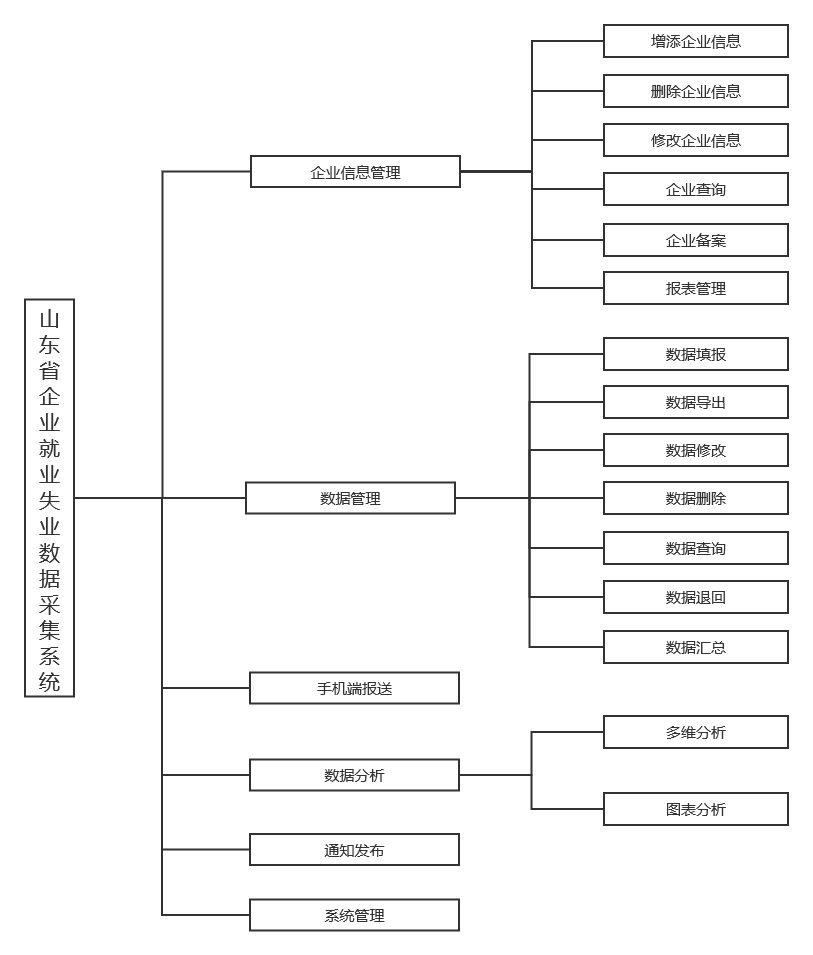 山东省企业就业失业数据采集系统
企业信息管理
增添企业信息
删除企业信息
修改企业信息
企业查询
企业备案
报表管理
数据管理
数据填报
数据导出
数据修改
数据删除
数据查询
数据退回
数据汇总
手机端报送
数据分析
多维分析
图表分析
通知发布
系统管理